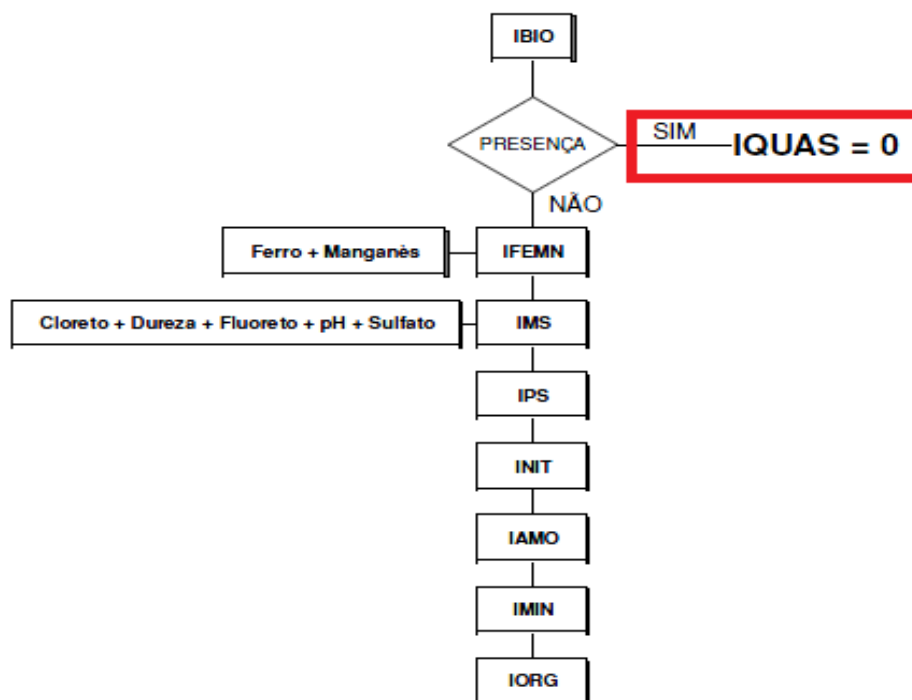 IBIO
PRESENÇA
SIM
IQUAS = 0
NÃO
Ferro + Manganès
IFEMN
Cloreto + Dureza + Fluoreto + pH + Sulfato
IMS
IPS
INIT
IAMO
IMIN
IORG